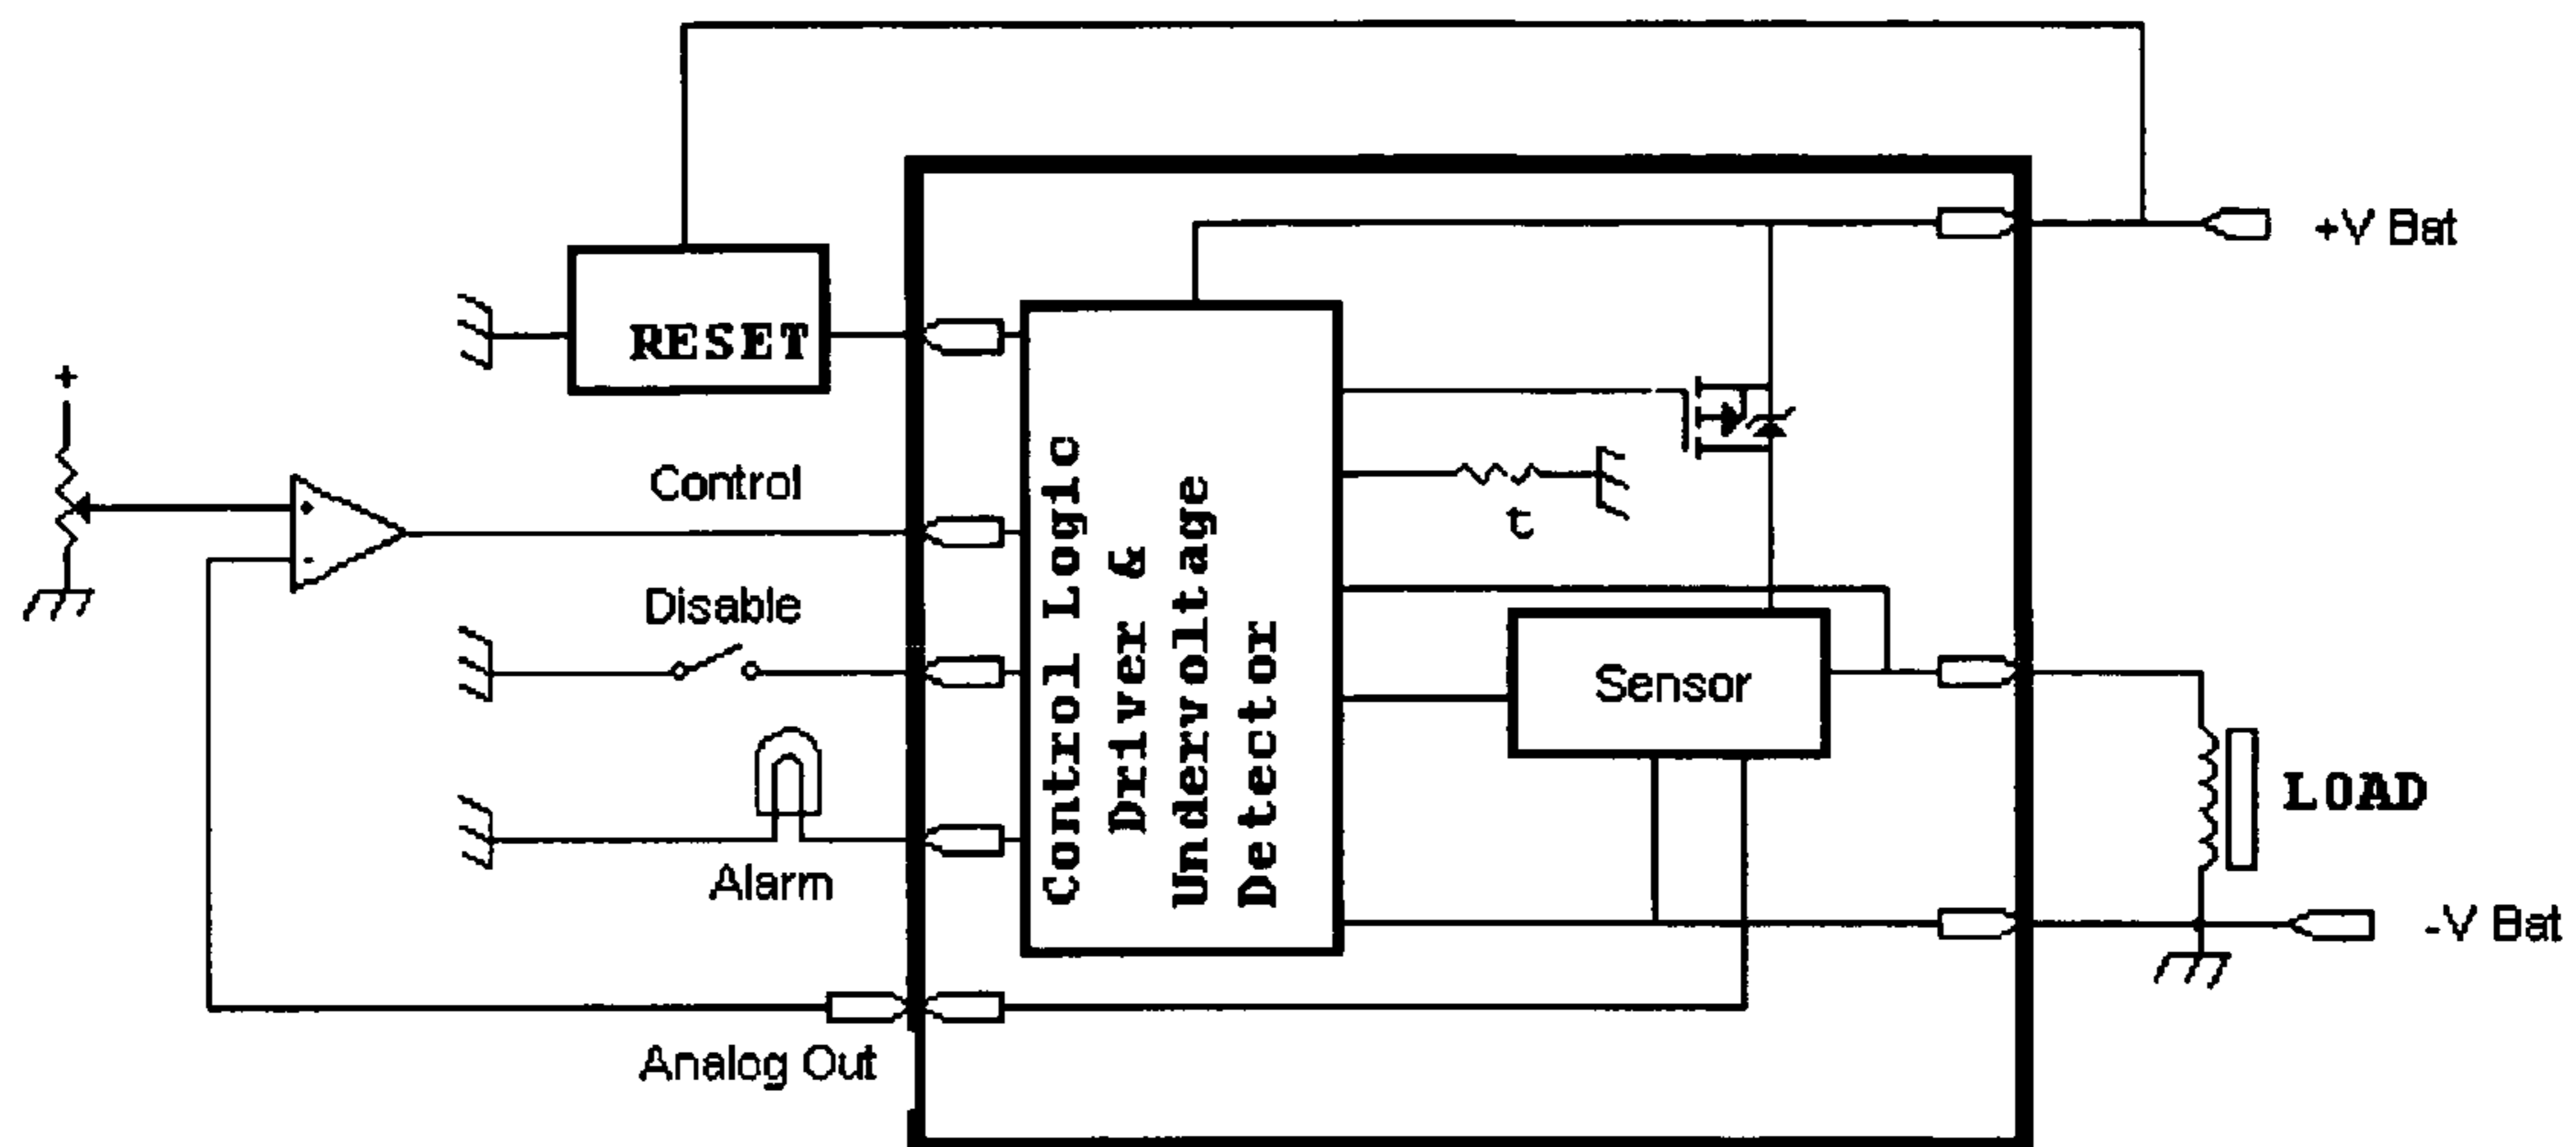 +V Bat
RESET
+
Control
+
-
Disable
Control Logic
Driver &
Undervoltage
Detector
t
Sensor
LOAD
Alarm
-V Bat
Analog Out